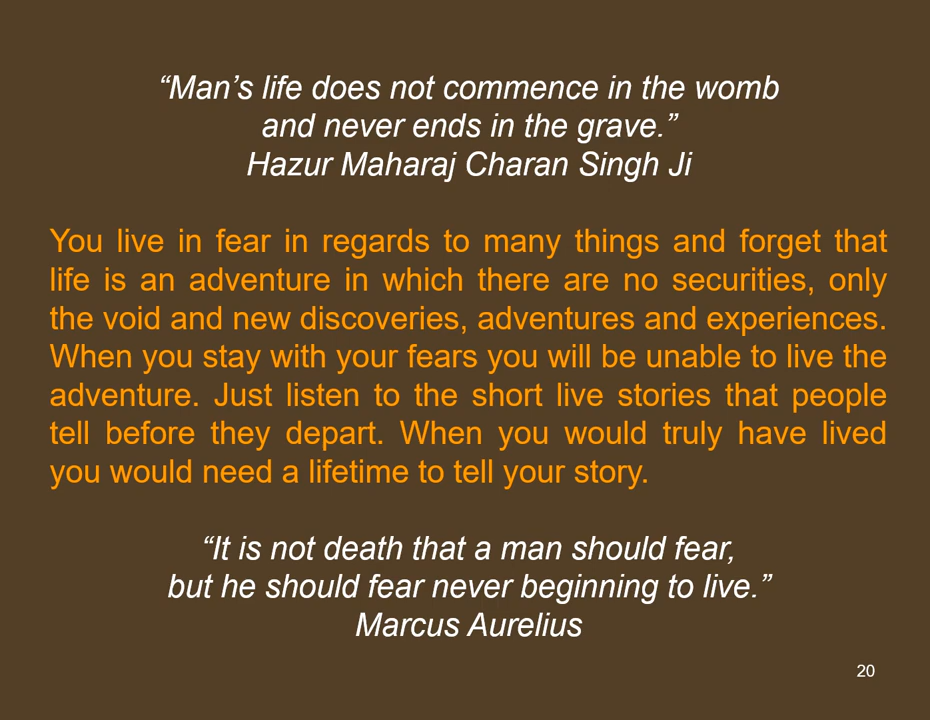 “Man’s life does not commence in the womb
and never ends in the grave.”
Hazur Maharaj Charan Singh Ji
You live in fear in regards to many things and forget that
life is an adventure in which there are no securities, only
the void and new discoveries, adventures and experiences.
When you stay with your fears you will be unable to live the
adventure. Just listen to the short live stories that people
tell before they depart. When you would truly have lived
you would need a lifetime to tell your story.
“It is not death that a man should fear,
but he should fear never beginning to live.”
Marcus Aurelius
20